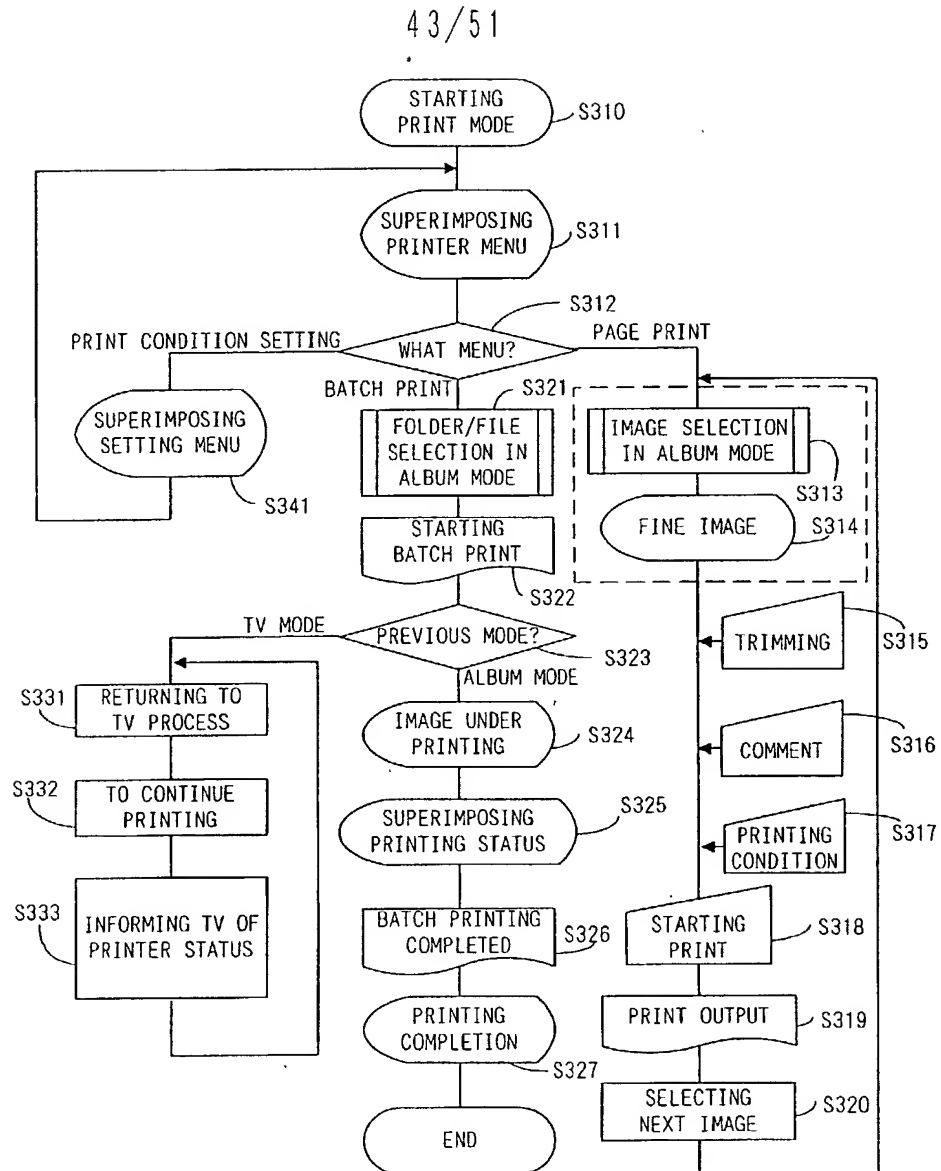 43/51
STARTING
PRINT MODE
S310
SUPERIMPOSING
PRINTER MENU
S311
S312
PRINT CONDITION SETTING
WHAT MENU?
PAGE PRINT
BATCH PRINT
S321
SUPERIMPOSING
SETTING MENU
S341
FOLDER/FILE
SELECTION IN
ALBUM MODE
IMAGE SELECTION
IN ALBUM MODE
S313
STARTING
BATCH PRINT
S322
FINE IMAGE
S314
TV MODE
PREVIOUS MODE?
S323
ALBUM MODE
TRIMMING
S315
S331
RETURNING TO
TV PROCESS
IMAGE UNDER
PRINTING
S324
COMMENT
S316
S332
TO CONTINUE
PRINTING
SUPERIMPOSING
PRINTING STATUS
S325
PRINTING
CONDITION
S317
S333
INFORMING TV OF
PRINTER STATUS
BATCH PRINTING
COMPLETED
S326
STARTING
PRINT
S318
PRINTING
COMPLETION
S327
PRINT OUTPUT
S319
SELECTING
NEXT IMAGE
S320
END